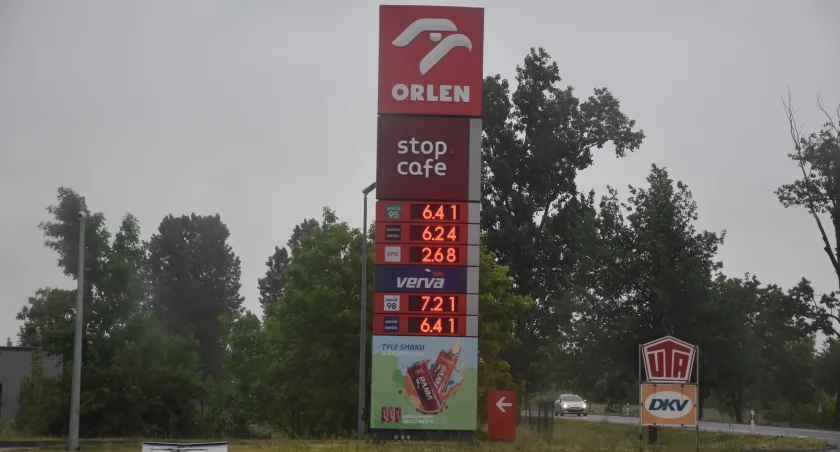 ORLEN
stop.
cafe
95 6.41
6.24
LPG 2.68
verva
98 7.21
6.41
TYLE SMAKU
UTA
DKV